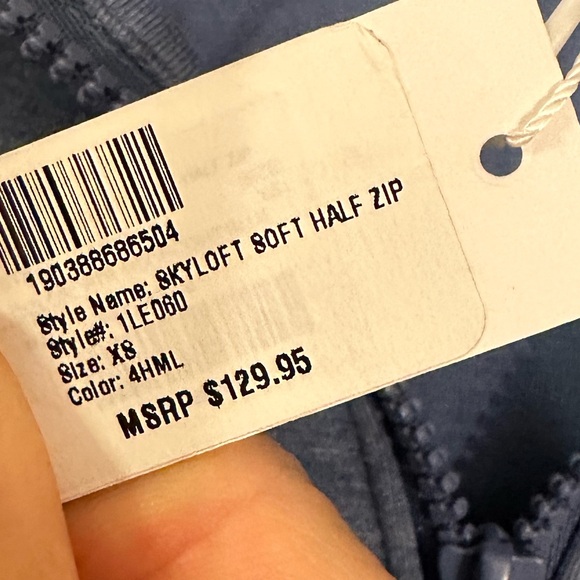 190388686504
Style Name: SKYLOFT SOFT HALF ZIP
Style#: 1LE060
Size: XS
Color: 4HML
MSRP $129.95